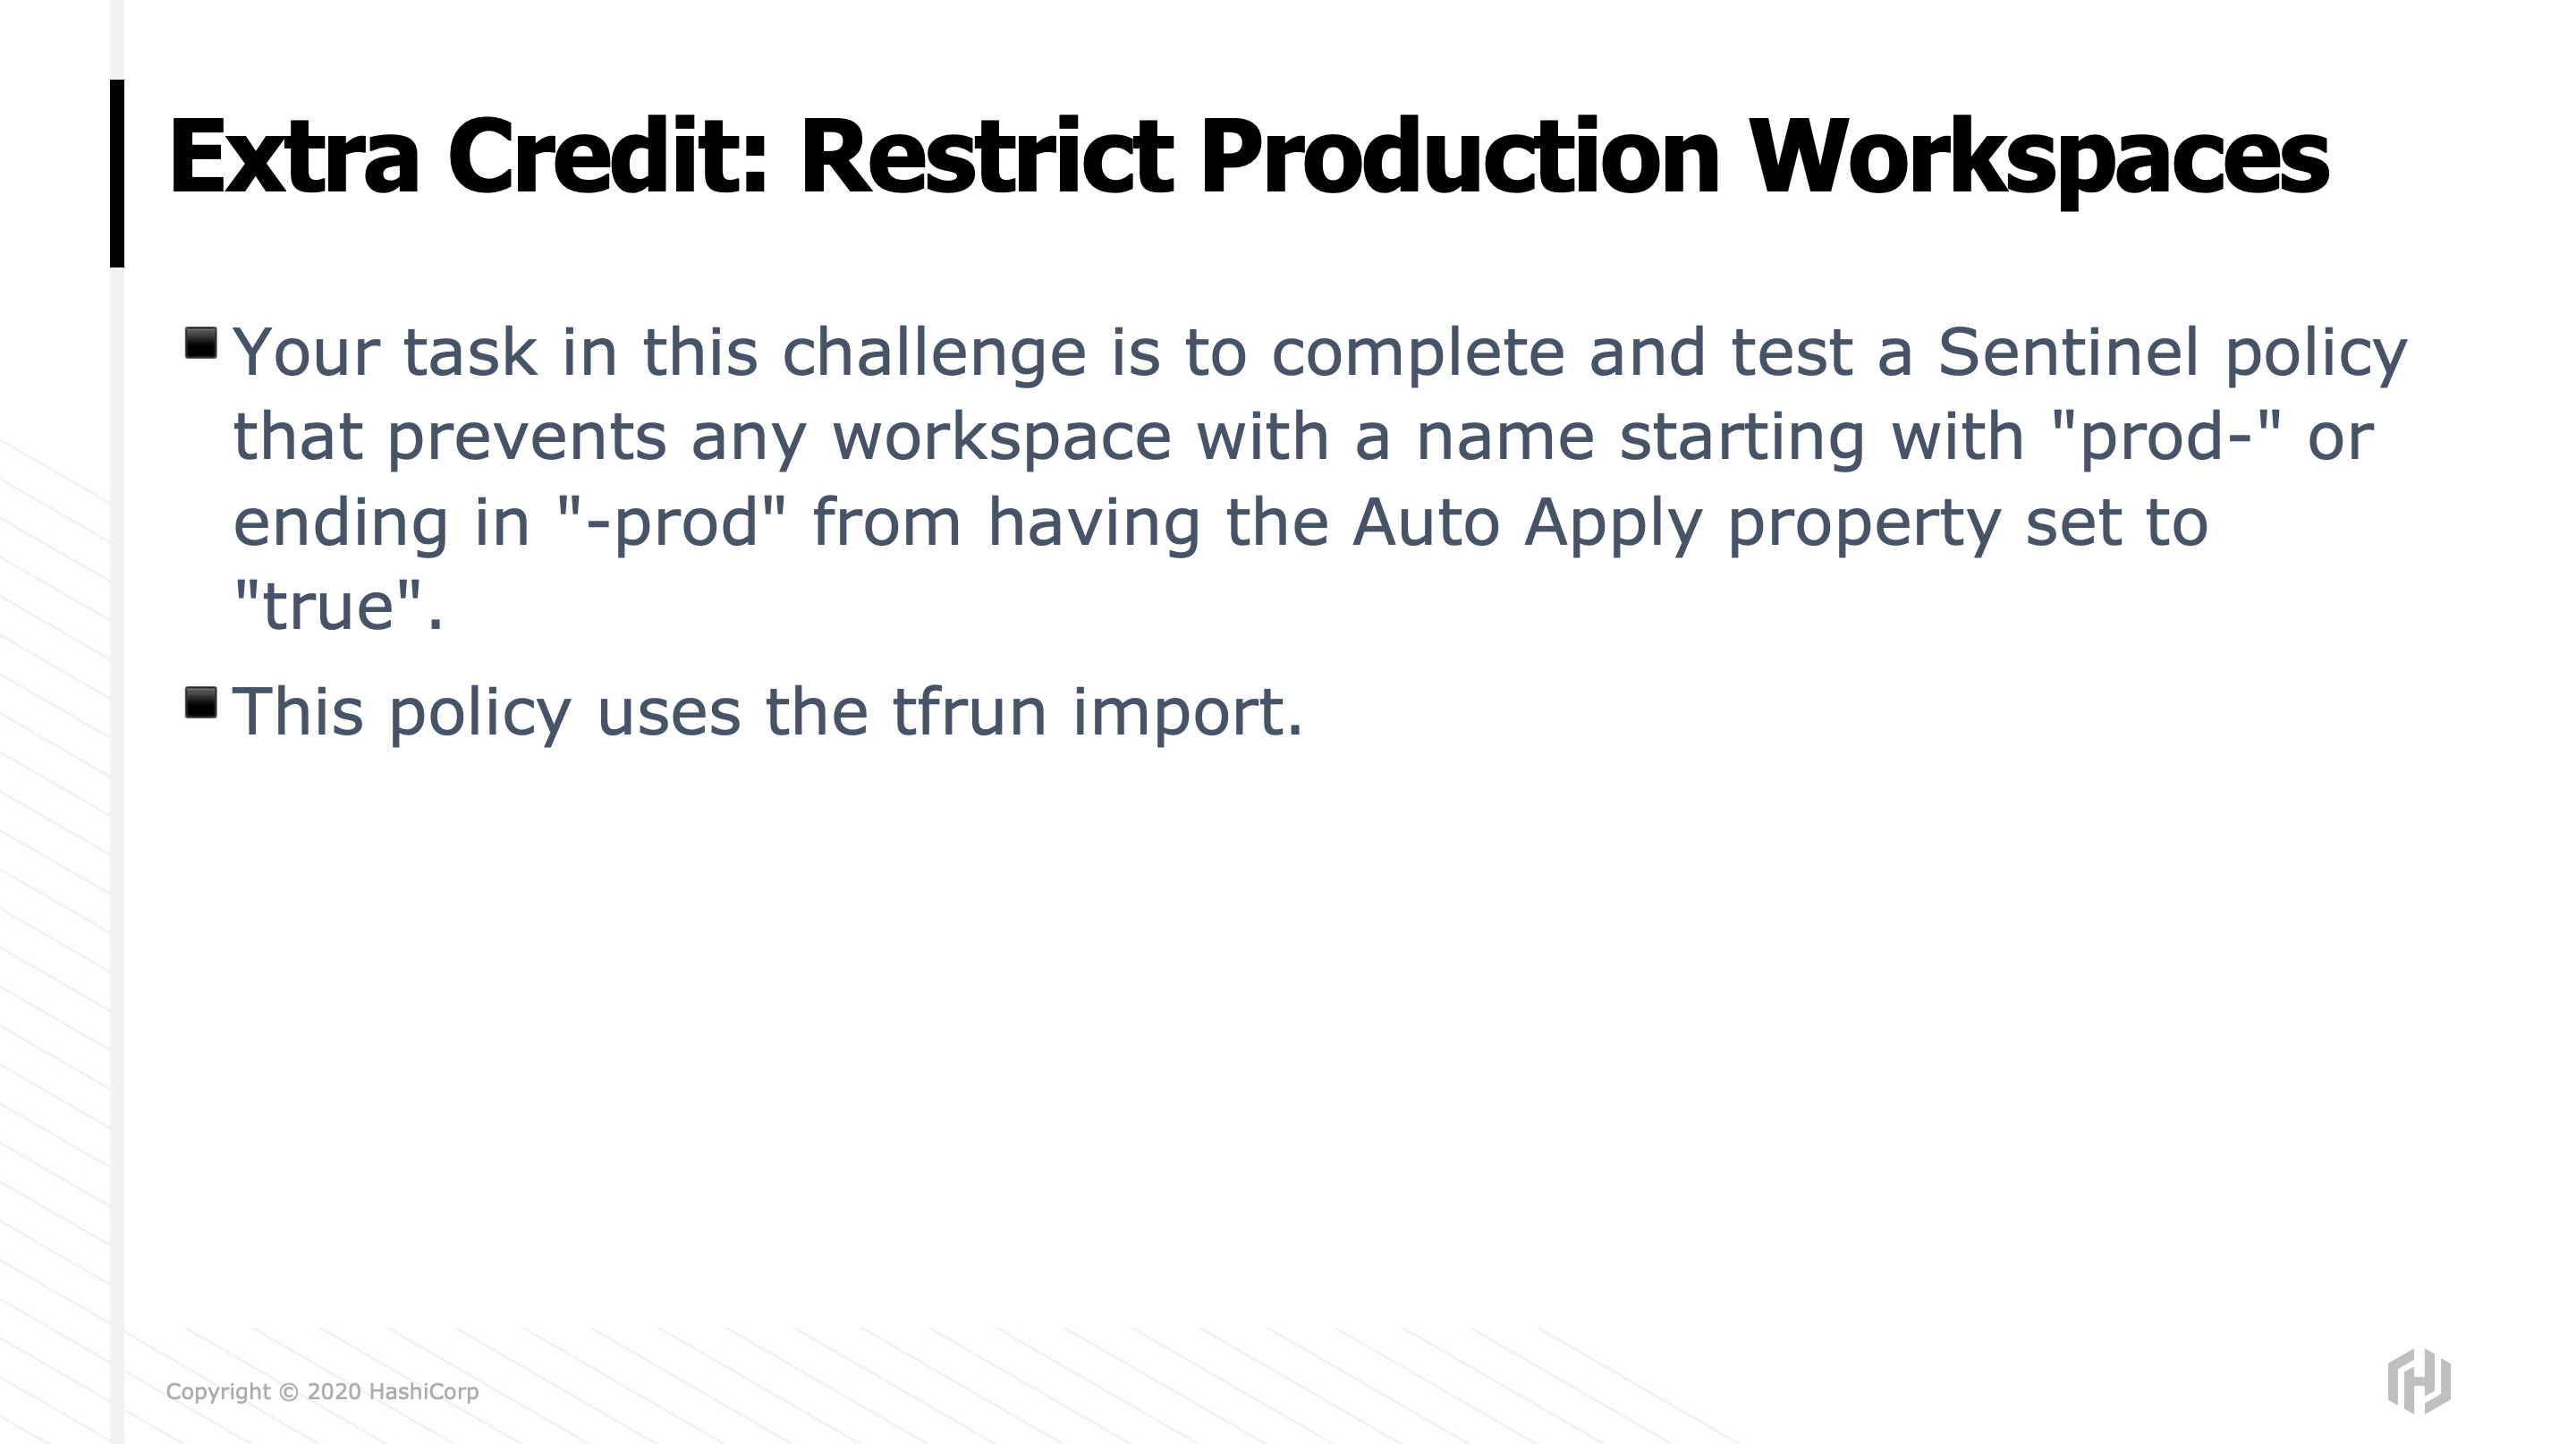 Extra Credit: Restrict Production Workspaces
Your task in this challenge is to complete and test a Sentinel policy
that prevents any workspace with a name starting with "prod-" or
ending in "-prod" from having the Auto Apply property set to
"true".
This policy uses the tfrun import.
Copyright © 2020 HashiCorp